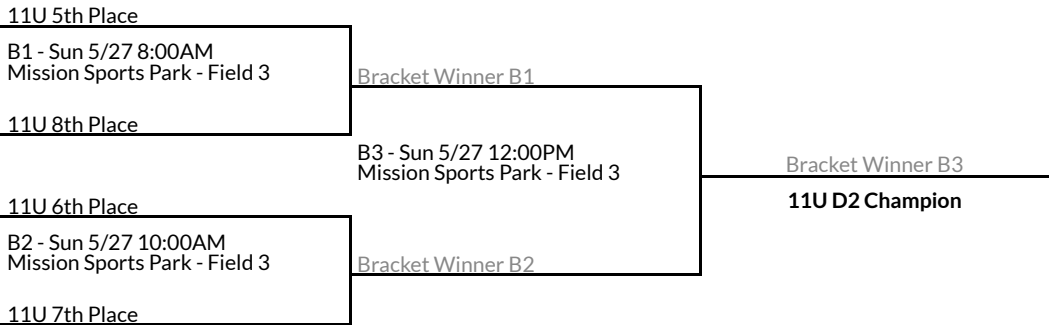 11U 5th Place
B1 - Sun 5/27 8:00AM
Mission Sports Park - Field 3
Bracket Winner B1
11U 8th Place
B3 - Sun 5/27 12:00PM
Mission Sports Park - Field 3
Bracket Winner B3
11U D2 Champion
11U 6th Place
B2 - Sun 5/27 10:00AM
Mission Sports Park - Field 3
Bracket Winner B2
11U 7th Place